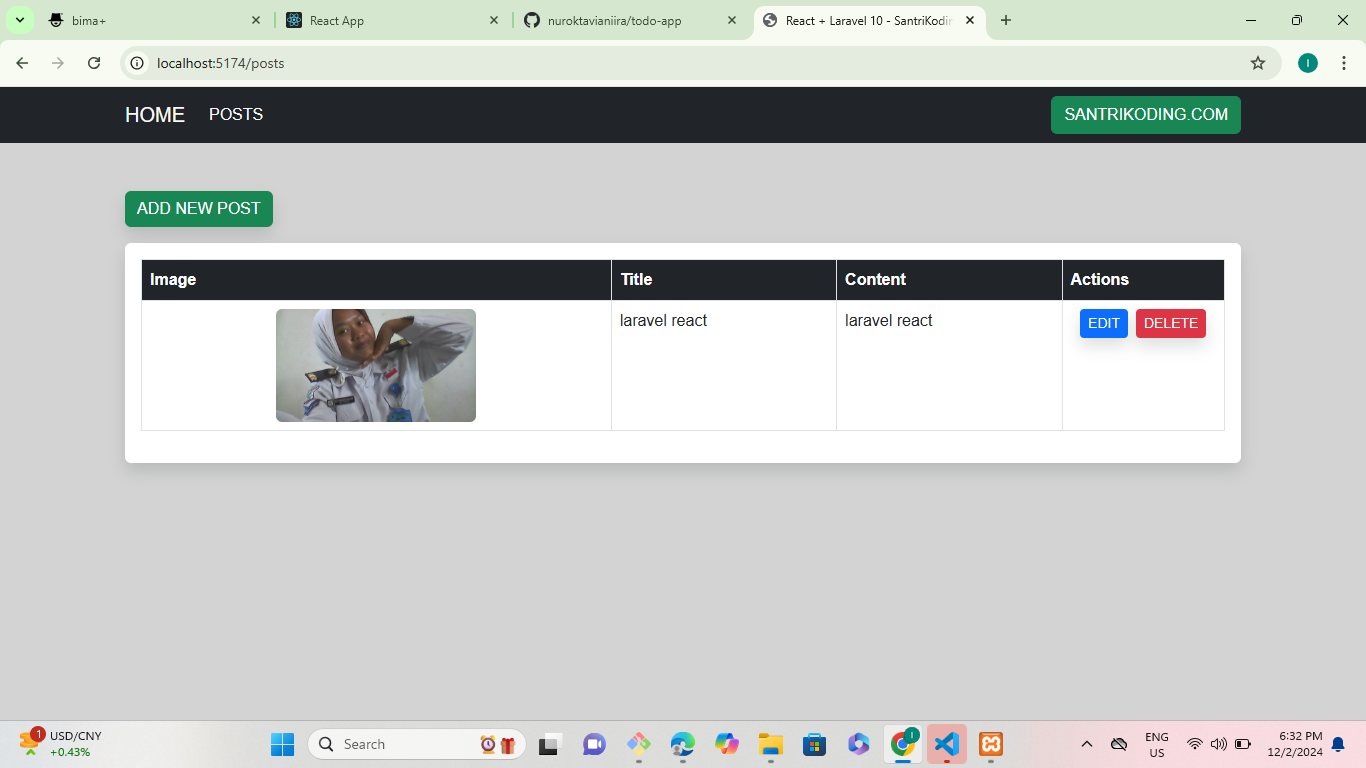 bima+
React App
nuroktavianiira/todo-app
React + Laravel 10 - SantriKodin
localhost:5174/posts
I
HOME
POSTS
SANTRIKODING.COM
ADD NEW POST
Image
Title
Content
Actions
laravel react
laravel react
EDIT
DELETE
1
USD/CNY
+0.43%
Search
I
ENG
US
6:32 PM
12/2/2024